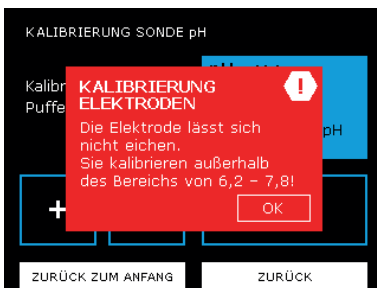 KALIBRIERUNG SONDE pH
Kalibr
Puffe
pH
KALIBRIERUNG
ELEKTRODEN
!
Die Elektrode lässt sich
nicht eichen.
Sie kalibrieren außerhalb
des Bereichs von 6,2 – 7,8!
OK
+
ZURÜCK ZUM ANFANG
ZURÜCK